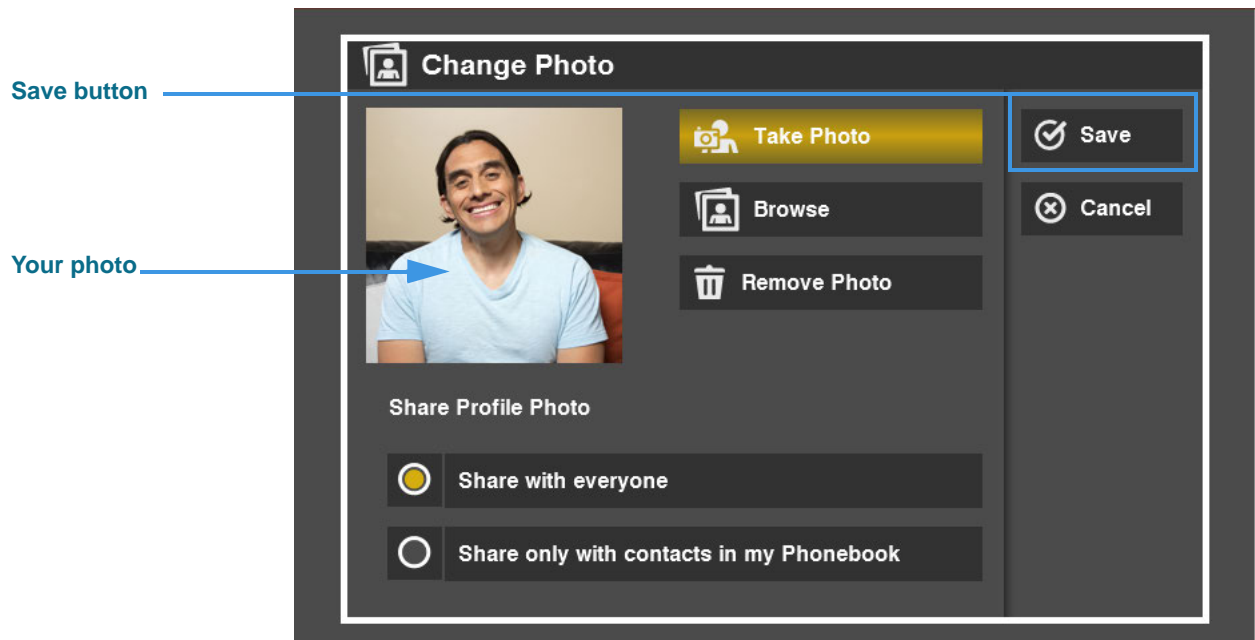 Change Photo
Save button
Take Photo
Save
Browse
Cancel
Your photo
Remove Photo
Share Profile Photo
Share with everyone
Share only with contacts in my Phonebook